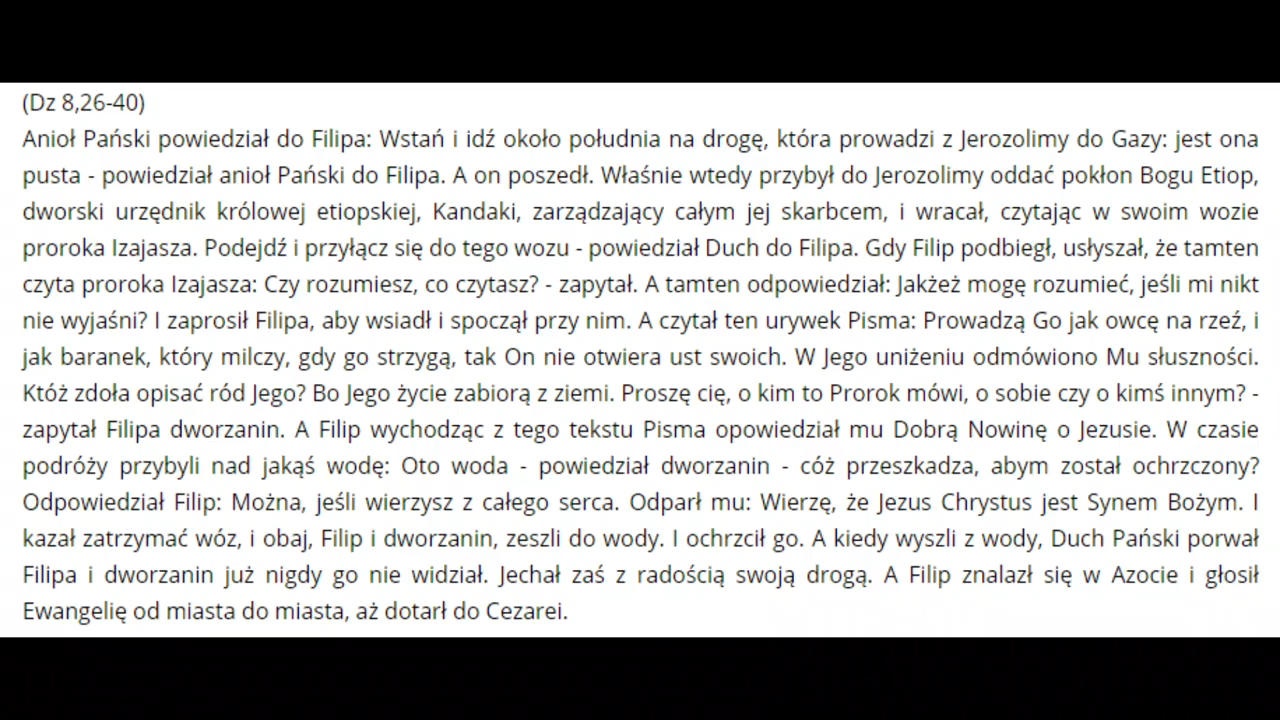 (Dz 8,26-40)
Anioł Pański powiedział do Filipa: Wstań i idź około południa na drogę, która prowadzi z Jerozolimy do Gazy: jest ona
pusta - powiedział anioł Pański do Filipa. A on poszedł. Właśnie wtedy przybył do Jerozolimy oddać pokłon Bogu Etiop,
dworski urzędnik królowej etiopskiej, Kandaki, zarządzający całym jej skarbcem, i wracał, czytając w swoim wozie
proroka Izajasza. Podejdź i przyłącz się do tego wozu - powiedział Duch do Filipa. Gdy Filip podbiegł, usłyszał, że tamten
czyta proroka Izajasza: Czy rozumiesz, co czytasz? - zapytał. A tamten odpowiedział: Jakżeż mogę rozumieć, jeśli mi nikt
nie wyjaśni? I zaprosił Filipa, aby wsiadł i spoczął przy nim. A czytał ten urywek Pisma: Prowadzą Go jak owcę na rzeź, i
jak baranek, który milczy, gdy go strzygą, tak On nie otwiera ust swoich. W Jego uniżeniu odmówiono Mu słuszności.
Któż zdoła opisać ród Jego? Bo Jego życie zabiorą z ziemi. Proszę cię, o kim to Prorok mówi, o sobie czy o kimś innym? -
zapytał Filipa dworzanin. A Filip wychodząc z tego tekstu Pisma opowiedział mu Dobrą Nowinę o Jezusie. W czasie
podróży przybyli nad jakąś wodę: Oto woda - powiedział dworzanin - cóż przeszkadza, abym został ochrzczony?
Odpowiedział Filip: Można, jeśli wierzysz z całego serca. Odparł mu: Wierzę, że Jezus Chrystus jest Synem Bożym. I
kazał zatrzymać wóz, i obaj, Filip i dworzanin, zeszli do wody. I ochrzcił go. A kiedy wyszli z wody, Duch Pański porwał
Filipa i dworzanin już nigdy go nie widział. Jechał zaś z radością swoją drogą. A Filip znalazł się w Azocie i głosił
Ewangelię od miasta do miasta, aż dotarł do Cezarei.